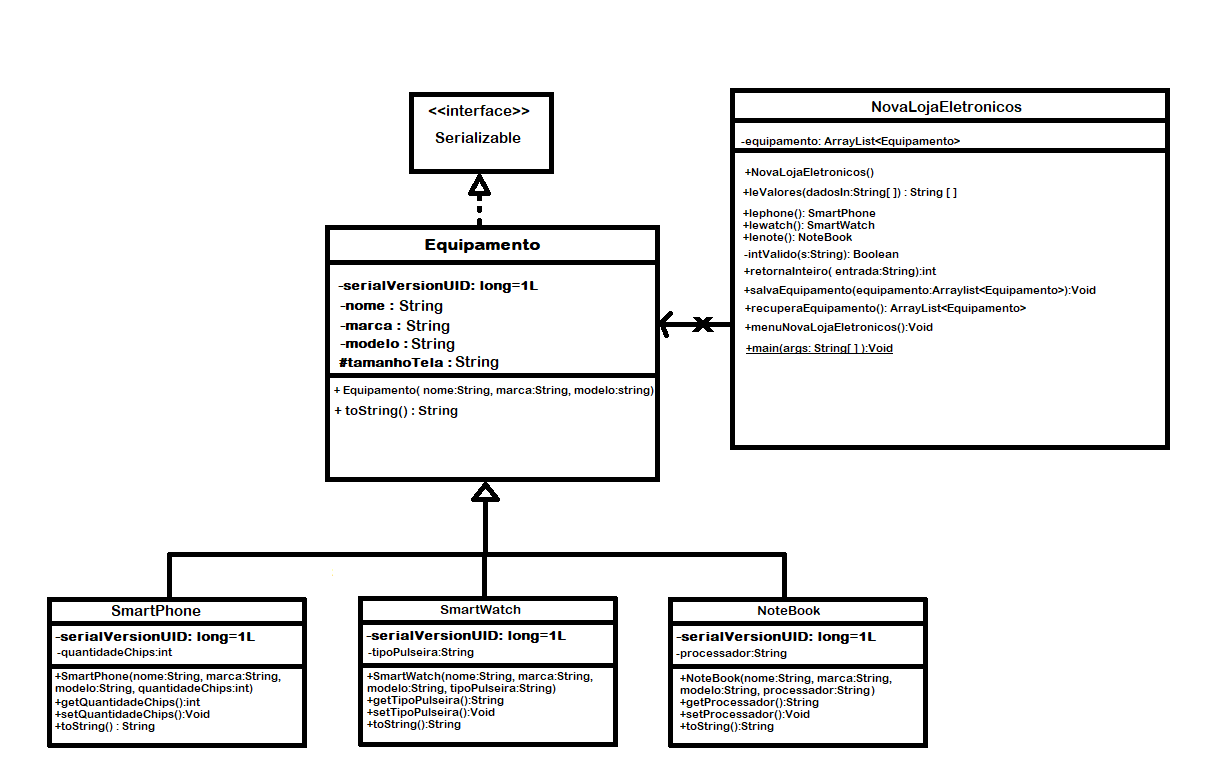 <<interface>>
Serializable
NovaLojaEletronicos
-equipamento: ArrayList<Equipamento>
+NovaLojaEletronicos()
+leValores(dadosIn:String[ ]) : String [ ]
+lephone(): SmartPhone
+lewatch(): SmartWatch
+lenote(): NoteBook
-intValido(s:String): Boolean
+retornaInteiro( entrada:String):int
+salvaEquipamento(equipamento:Arraylist<Equipamento>):Void
+recuperaEquipamento(): ArrayList<Equipamento>
+menuNovaLojaEletronicos():Void
+main(args: String[ ] ):Void
Equipamento
-serialVersionUID: long=1L
-nome : String
-marca : String
-modelo : String
#tamanhoTela : String
+ Equipamento( nome:String, marca:String, modelo:string)
+ toString() : String
SmartPhone
-serialVersionUID: long=1L
-quantidadeChips:int
+SmartPhone(nome:String, marca:String,
modelo:String, quantidadeChips:int)
+getQuantidadeChips():int
+setQuantidadeChips():Void
+toString() : String
SmartWatch
-serialVersionUID: long=1L
-tipoPulseira:String
+SmartWatch(nome:String, marca:String,
modelo:String, tipoPulseira:String)
+getTipoPulseira():String
+setTipoPulseira():Void
+toString():String
NoteBook
-serialVersionUID: long=1L
-processador:String
+NoteBook(nome:String, marca:String,
modelo:String, processador:String)
+getProcessador():String
+setProcessador():Void
+toString():String